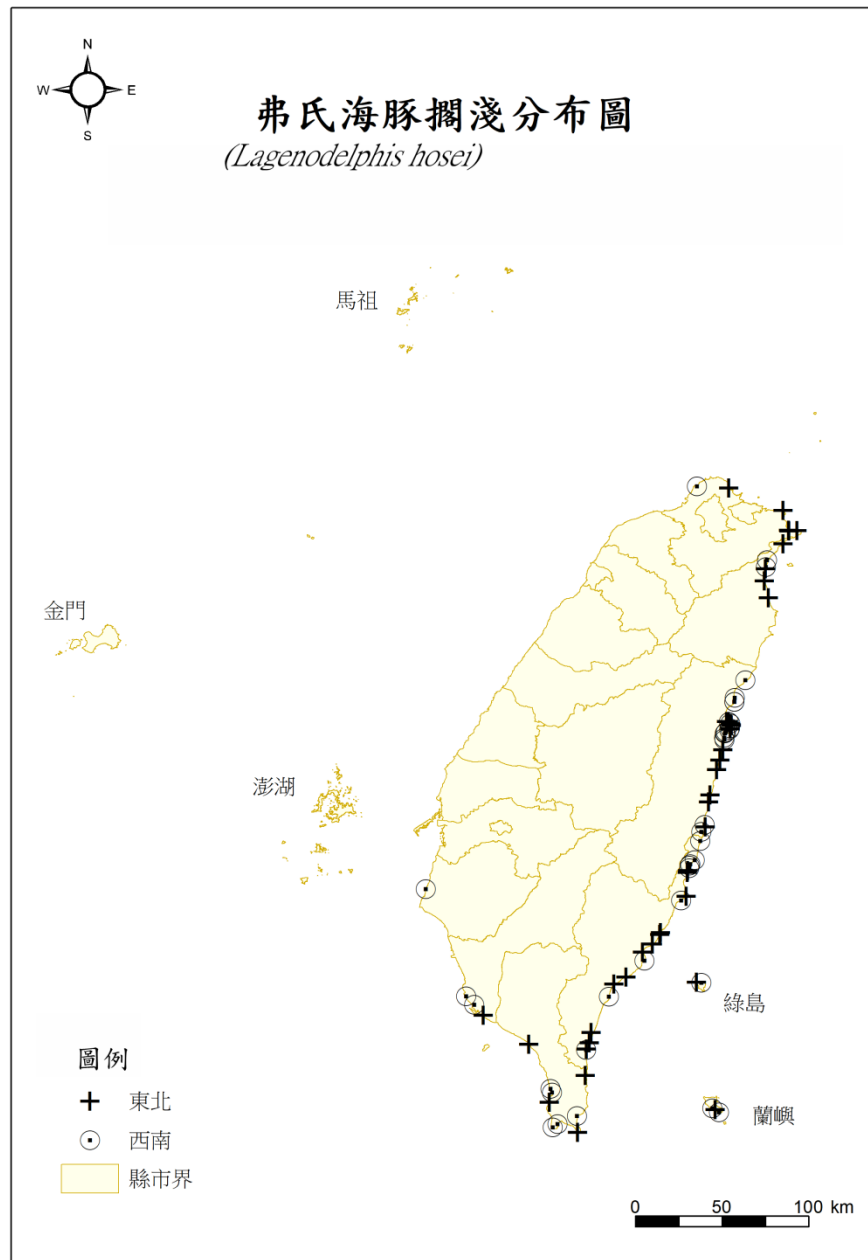 N
W E
S
弗氏海豚擱淺分布圖
(Lagenodelphis hosei)
馬祖
金門
澎湖
綠島
圖例
東北
蘭嶼
西南
縣市界
0 50 100 km